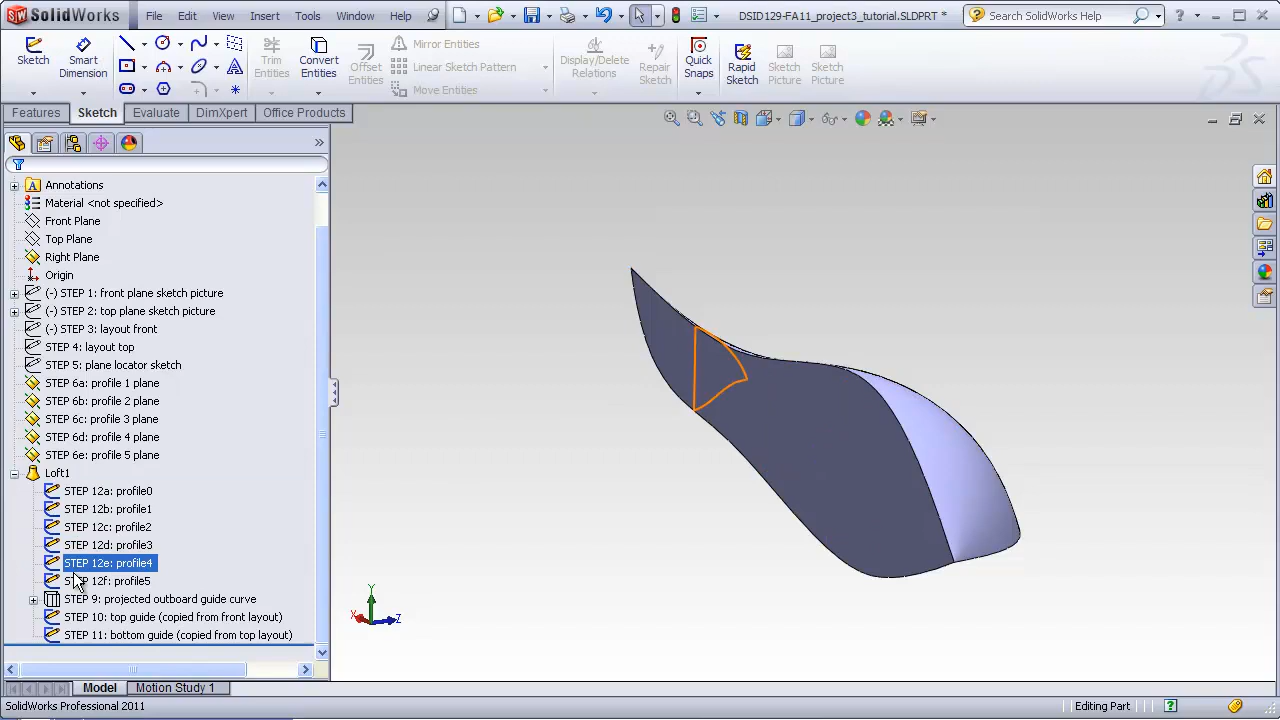 SolidWorks File Edit View Insert Tools Window Help DSID129-FA11_project3_tutorial.SLDPRT * Search SolidWorks Help
Sketch Smart Dimension Trim Entities Convert Entities Offset Entities Mirror Entities Linear Sketch Pattern Move Entities Display/Delete Relations Repair Sketch Quick Snaps Rapid Sketch Sketch Picture Sketch Picture
Features Sketch Evaluate DimXpert Office Products
Annotations
Material <not specified>
Front Plane
Top Plane
Right Plane
Origin
(-) STEP 1: front plane sketch picture
(-) STEP 2: top plane sketch picture
(-) STEP 3: layout front
STEP 4: layout top
STEP 5: plane locator sketch
STEP 6a: profile 1 plane
STEP 6b: profile 2 plane
STEP 6c: profile 3 plane
STEP 6d: profile 4 plane
STEP 6e: profile 5 plane
Loft1
STEP 12a: profile0
STEP 12b: profile1
STEP 12c: profile2
STEP 12d: profile3
STEP 12e: profile4
STEP 12f: profile5
STEP 9: projected outboard guide curve
STEP 10: top guide (copied from front layout)
STEP 11: bottom guide (copied from top layout)
Y
X Z
Model Motion Study 1
SolidWorks Professional 2011 Editing Part